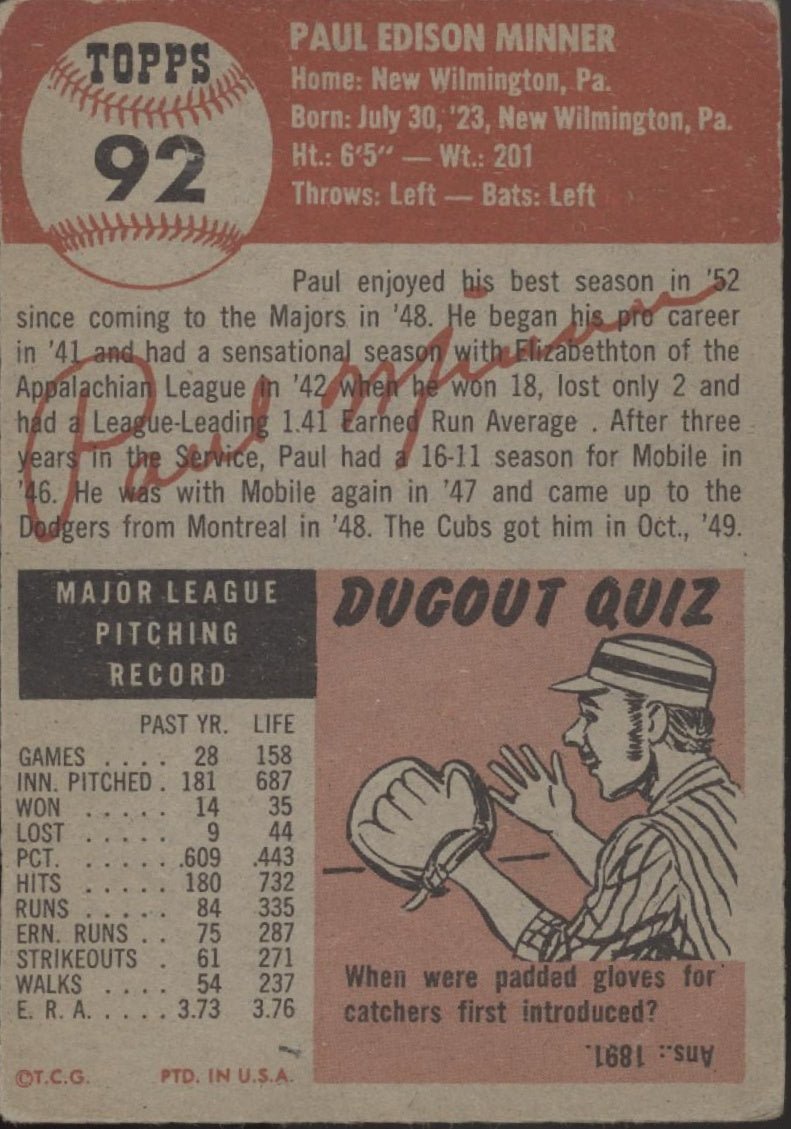 TOPPS
92
PAUL EDISON MINNER
Home: New Wilmington, Pa.
Born: July 30, '23, New Wilmington, Pa.
Ht.: 6'5" — Wt.: 201
Throws: Left — Bats: Left
Paul enjoyed his best season in '52
since coming to the Majors in '48. He began his pro career
in '41 and had a sensational season with Elizabethton of the
Appalachian League in '42 when he won 18, lost only 2 and
had a League-Leading 1.41 Earned Run Average . After three
years in the Service, Paul had a 16-11 season for Mobile in
'46. He was with Mobile again in '47 and came up to the
Dodgers from Montreal in '48. The Cubs got him in Oct., '49.
Paul Minner
MAJOR LEAGUE
PITCHING
RECORD
PAST YR. LIFE
GAMES . . . . 28 158
INN. PITCHED . 181 687
WON . . . . . 14 35
LOST . . . . . 9 44
PCT. . . . . . .609 .443
HITS . . . . . 180 732
RUNS . . . . . 84 335
ERN. RUNS . . 75 287
STRIKEOUTS . 61 271
WALKS . . . . 54 237
E. R. A. . . . . 3.73 3.76
©T.C.G. PTD. IN U.S.A.
DUGOUT QUIZ
When were padded gloves for
catchers first introduced?
Ans.: 1891.